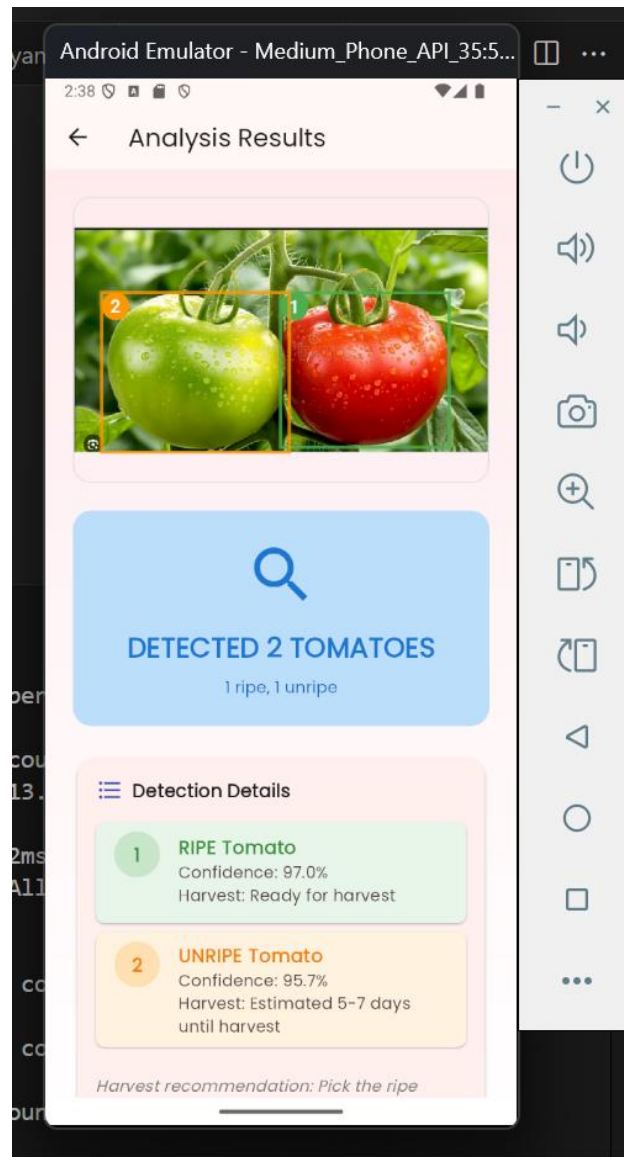 Android Emulator - Medium_Phone_API_35:5...
2:38
Analysis Results
2
1
DETECTED 2 TOMATOES
1 ripe, 1 unripe
Detection Details
1
RIPE Tomato
Confidence: 97.0%
Harvest: Ready for harvest
2
UNRIPE Tomato
Confidence: 95.7%
Harvest: Estimated 5-7 days
until harvest
Harvest recommendation: Pick the ripe